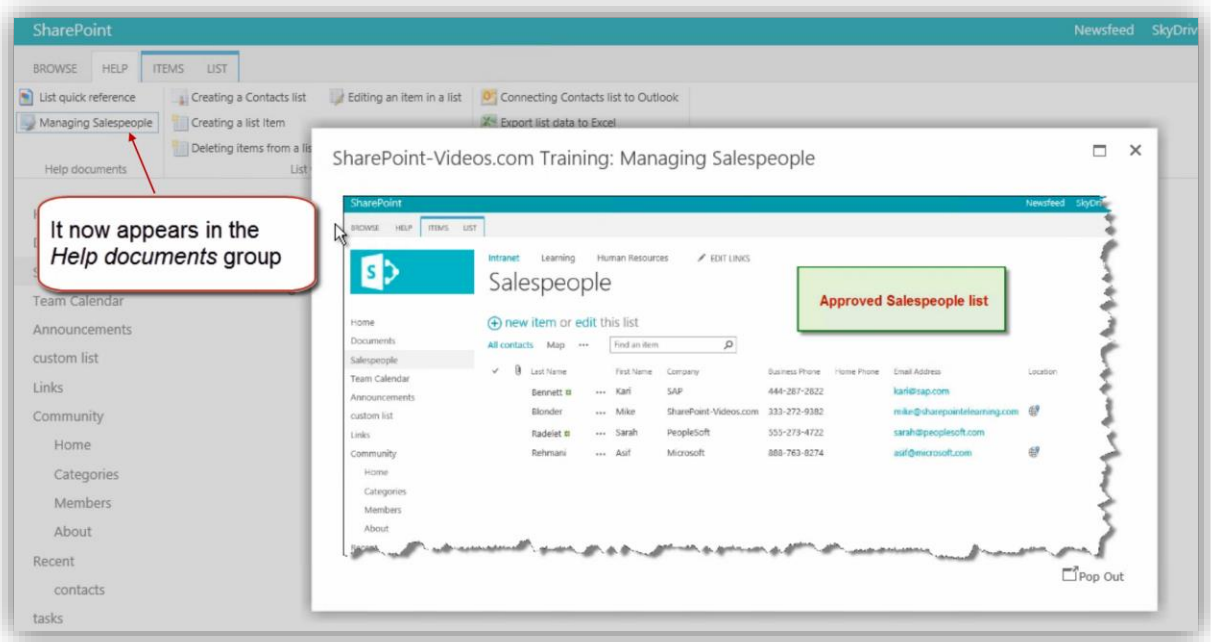 SharePoint Newsfeed SkyDriv
BROWSE HELP ITEMS LIST
List quick reference Creating a Contacts list Editing an item in a list Connecting Contacts list to Outlook
Managing Salespeople Creating a list Item Export list data to Excel
Deleting items from a lis
Help documents List
It now appears in the
Help documents group
Team Calendar
Announcements
custom list
Links
Community
Home
Categories
Members
About
Recent
contacts
tasks
SharePoint-Videos.com Training: Managing Salespeople
SharePoint Newsfeed SkyDri
BROWSE HELP ITEMS LIST
S
Intranet Learning Human Resources EDIT LINKS
Salespeople
Approved Salespeople list
new item or edit this list
All contacts Map ••• Find an item
Home
Documents
Salespeople
Team Calendar
Announcements
custom list
Links
Community
Home
Categories
Members
About
Last Name First Name Company Business Phone Home Phone Email Address Location
Bennett ••• Kari SAP 444-287-2822 kari@sap.com
Blonder ••• Mike SharePoint-Videos.com 333-272-9382 mike@sharepointelearning.com
Radelet ••• Sarah PeopleSoft 555-273-4722 sarah@peoplesoft.com
Rehmani ••• Asif Microsoft 888-763-8274 asif@microsoft.com
Pop Out